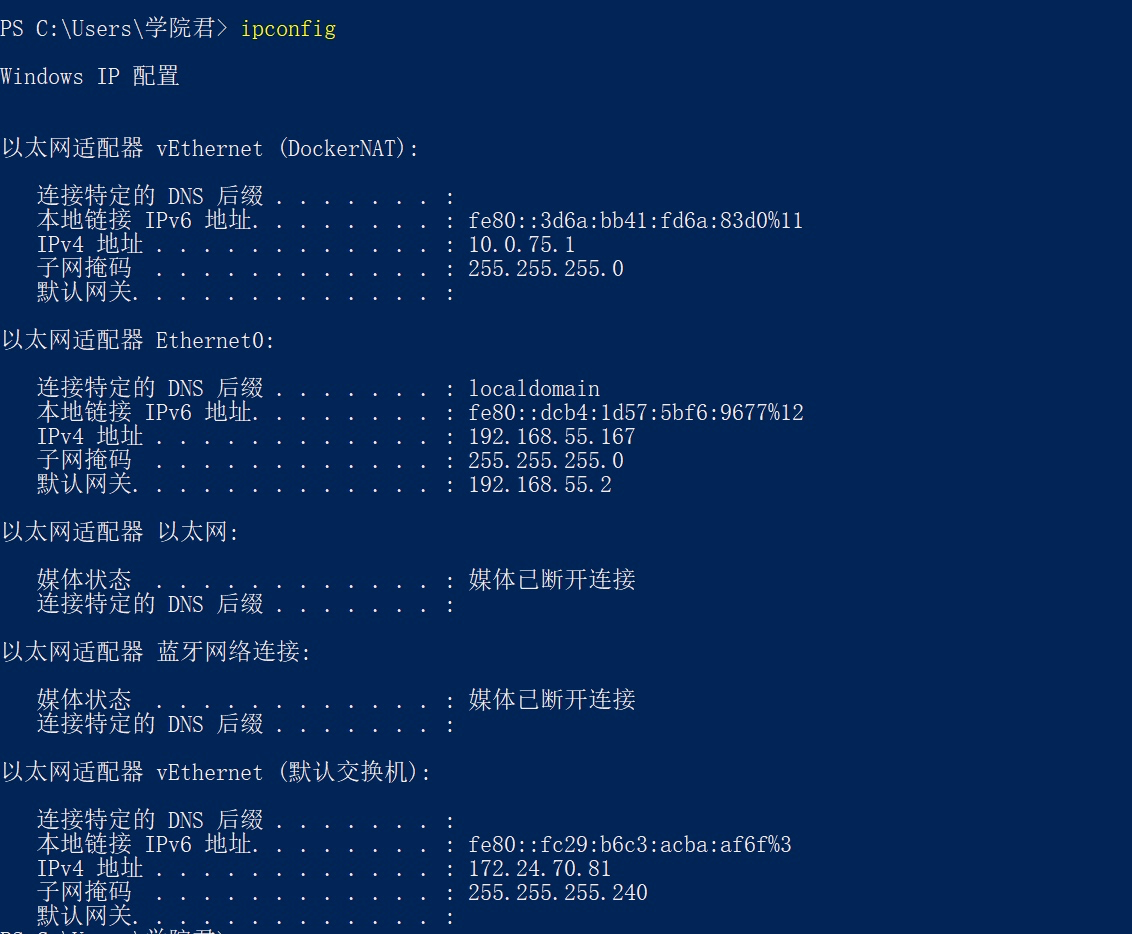 PS C:\Users\学院君> ipconfig
Windows IP 配置
以太网适配器 vEthernet (DockerNAT):
连接特定的 DNS 后缀 . . . . . . . :
本地链接 IPv6 地址. . . . . . . . : fe80::3d6a:bb41:fd6a:83d0%11
IPv4 地址 . . . . . . . . . . . . : 10.0.75.1
子网掩码  . . . . . . . . . . . . : 255.255.255.0
默认网关. . . . . . . . . . . . . :
以太网适配器 Ethernet0:
连接特定的 DNS 后缀 . . . . . . . : localdomain
本地链接 IPv6 地址. . . . . . . . : fe80::dcb4:1d57:5bf6:9677%12
IPv4 地址 . . . . . . . . . . . . : 192.168.55.167
子网掩码  . . . . . . . . . . . . : 255.255.255.0
默认网关. . . . . . . . . . . . . : 192.168.55.2
以太网适配器 以太网:
媒体状态  . . . . . . . . . . . . : 媒体已断开连接
连接特定的 DNS 后缀 . . . . . . . :
以太网适配器 蓝牙网络连接:
媒体状态  . . . . . . . . . . . . : 媒体已断开连接
连接特定的 DNS 后缀 . . . . . . . :
以太网适配器 vEthernet (默认交换机):
连接特定的 DNS 后缀 . . . . . . . :
本地链接 IPv6 地址. . . . . . . . : fe80::fc29:b6c3:acba:af6f%3
IPv4 地址 . . . . . . . . . . . . : 172.24.70.81
子网掩码  . . . . . . . . . . . . : 255.255.255.240
默认网关. . . . . . . . . . . . . :